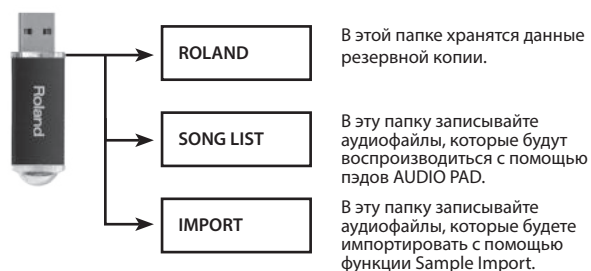 Roland
ROLAND
В этой папке хранятся данные
резервной копии.
SONG LIST
В эту папку записывайте
аудиофайлы, которые будут
воспроизводиться с помощью
пэдов AUDIO PAD.
IMPORT
В эту папку записывайте
аудиофайлы, которые будете
импортировать с помощью
функции Sample Import.